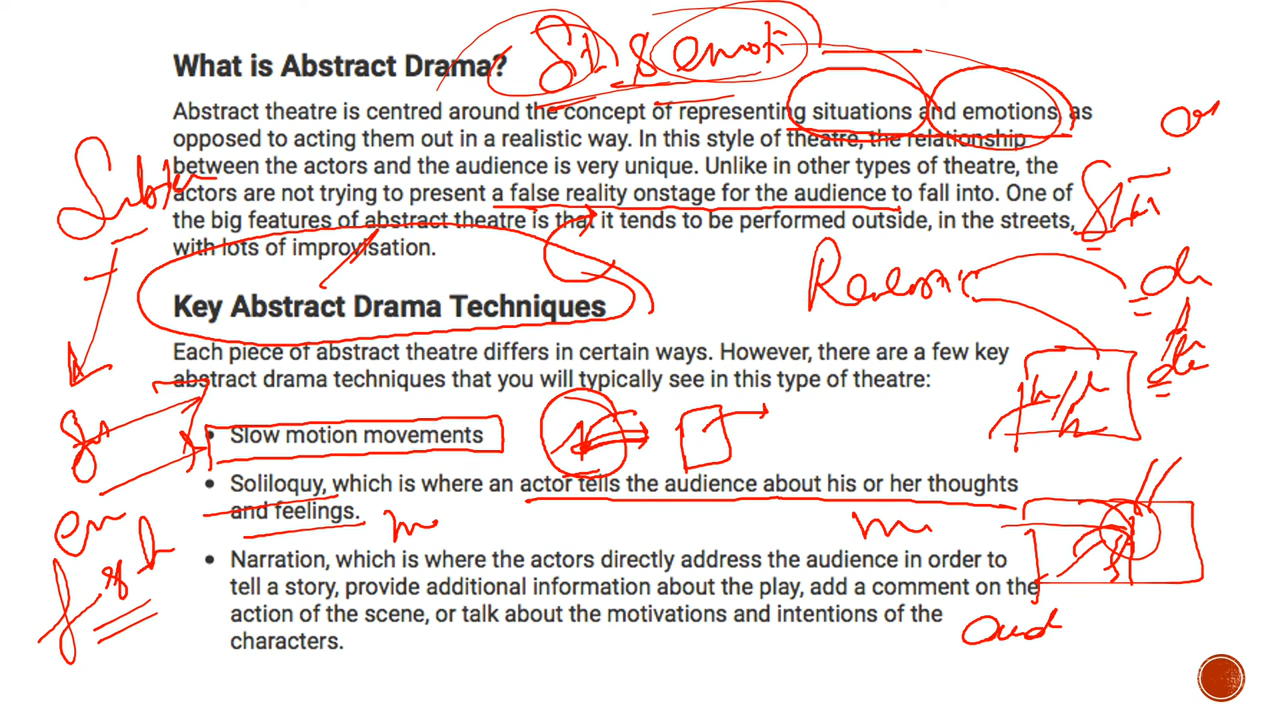 What is Abstract Drama?
Abstract theatre is centred around the concept of representing situations and emotions as
opposed to acting them out in a realistic way. In this style of theatre, the relationship
between the actors and the audience is very unique. Unlike in other types of theatre, the
actors are not trying to present a false reality onstage for the audience to fall into. One of
the big features of abstract theatre is that it tends to be performed outside, in the streets,
with lots of improvisation.
Key Abstract Drama Techniques
Each piece of abstract theatre differs in certain ways. However, there are a few key
abstract drama techniques that you will typically see in this type of theatre:
• Slow motion movements
• Soliloquy, which is where an actor tells the audience about his or her thoughts
and feelings.
• Narration, which is where the actors directly address the audience in order to
tell a story, provide additional information about the play, add a comment on the
action of the scene, or talk about the motivations and intentions of the
characters.